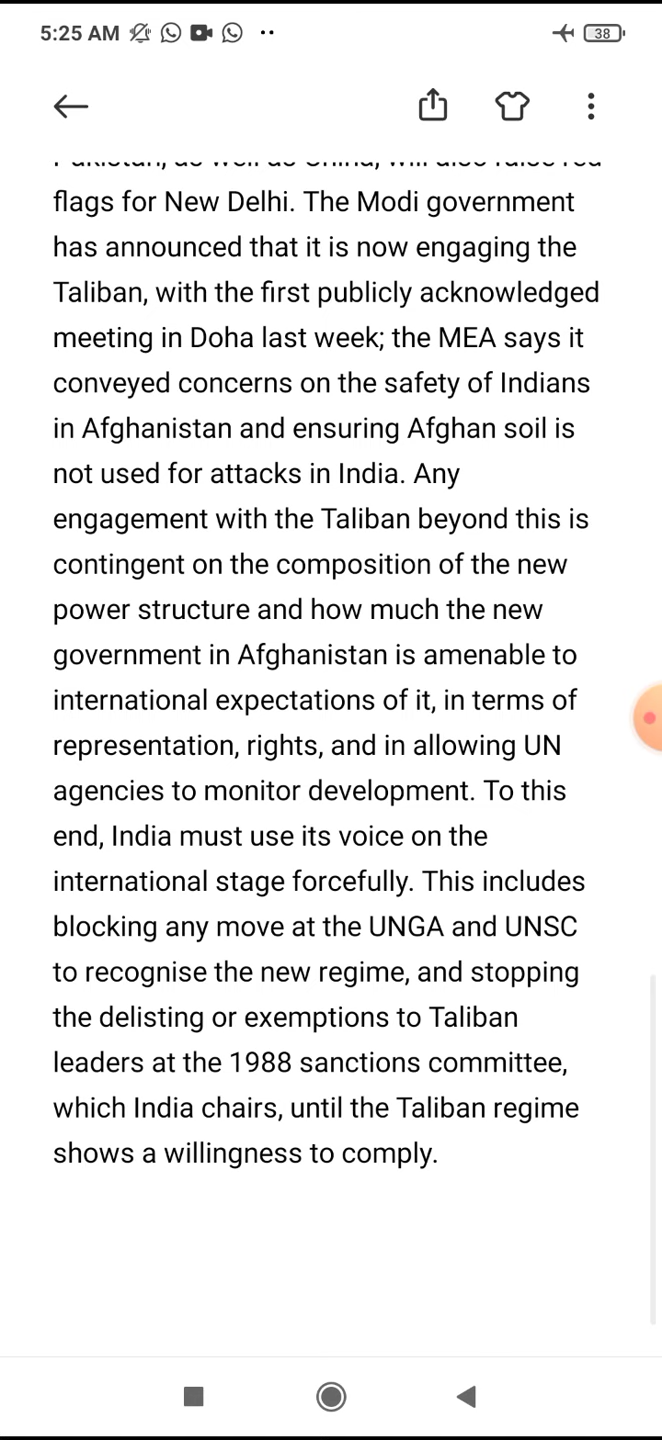 5:25 AM
38
flags for New Delhi. The Modi government
has announced that it is now engaging the
Taliban, with the first publicly acknowledged
meeting in Doha last week; the MEA says it
conveyed concerns on the safety of Indians
in Afghanistan and ensuring Afghan soil is
not used for attacks in India. Any
engagement with the Taliban beyond this is
contingent on the composition of the new
power structure and how much the new
government in Afghanistan is amenable to
international expectations of it, in terms of
representation, rights, and in allowing UN
agencies to monitor development. To this
end, India must use its voice on the
international stage forcefully. This includes
blocking any move at the UNGA and UNSC
to recognise the new regime, and stopping
the delisting or exemptions to Taliban
leaders at the 1988 sanctions committee,
which India chairs, until the Taliban regime
shows a willingness to comply.